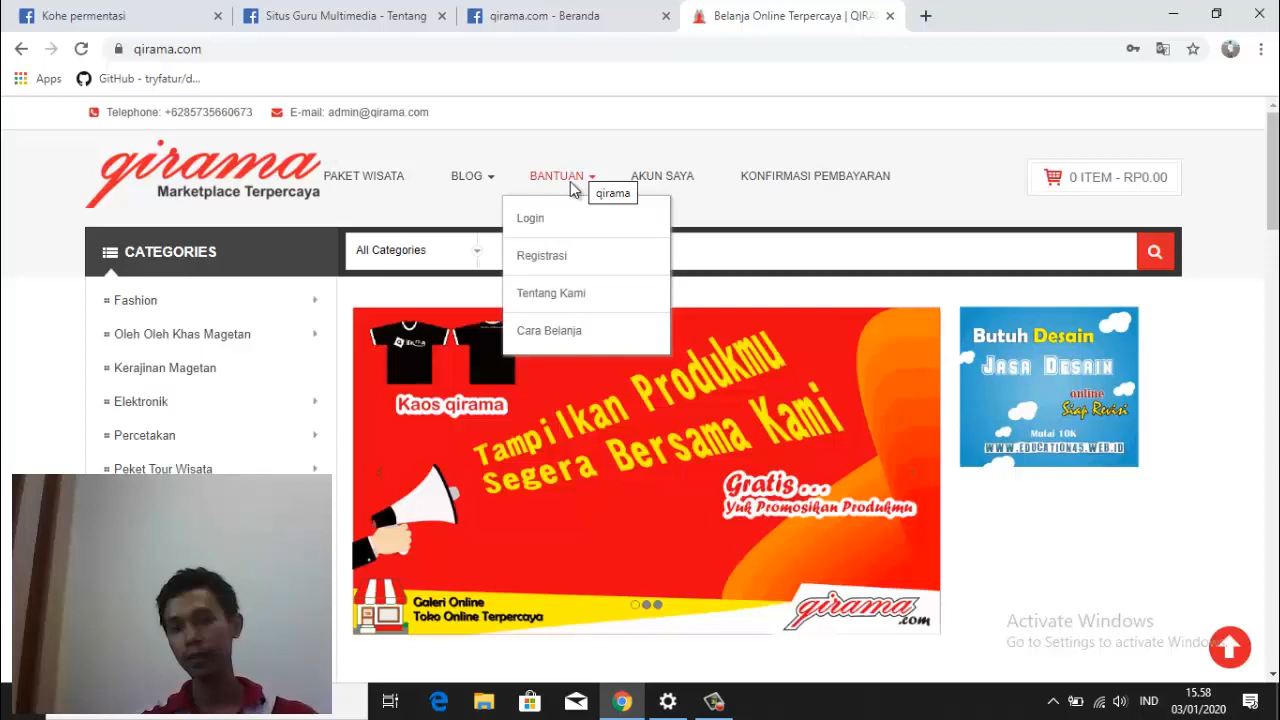 Kohe permentasi
Situs Guru Multimedia - Tentang
qirama.com - Beranda
Belanja Online Terpercaya | QIRA
qirama.com
Apps
GitHub - tryfatur/d...
Telephone: +6285735660673
E-mail: admin@qirama.com
qirama
Marketplace Terpercaya
PAKET WISATA
BLOG
BANTUAN
AKUN SAYA
KONFIRMASI PEMBAYARAN
0 ITEM - RP0.00
qirama
Login
Registrasi
Tentang Kami
Cara Belanja
CATEGORIES
All Categories
Fashion
Oleh Oleh Khas Magetan
Kerajinan Magetan
Elektronik
Percetakan
Peket Tour Wisata
Kaos qirama
Tampilkan Produkmu
Segera Bersama Kami
Gratis ...
Yuk Promosikan Produkmu
Galeri Online
Toko Online Terpercaya
qirama
.com
Butuh Desain
JASA DESAIN
online
Siap Revisi
Mulai 10K
WWW.EDUCATION45.WEB.ID
Activate Windows
Go to Settings to activate Windows
IND
15.58
03/01/2020